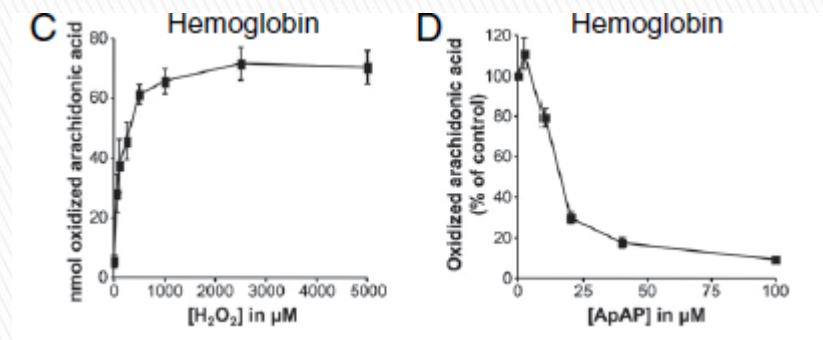 C
Hemoglobin
nmol oxidized arachidonic acid
80
60
40
20
0
0 1000 2000 3000 4000 5000
[H₂O₂] in µM
D
Hemoglobin
Oxidized arachidonic acid
(% of control)
120
100
80
60
40
20
0
0 25 50 75 100
[ApAP] in µM